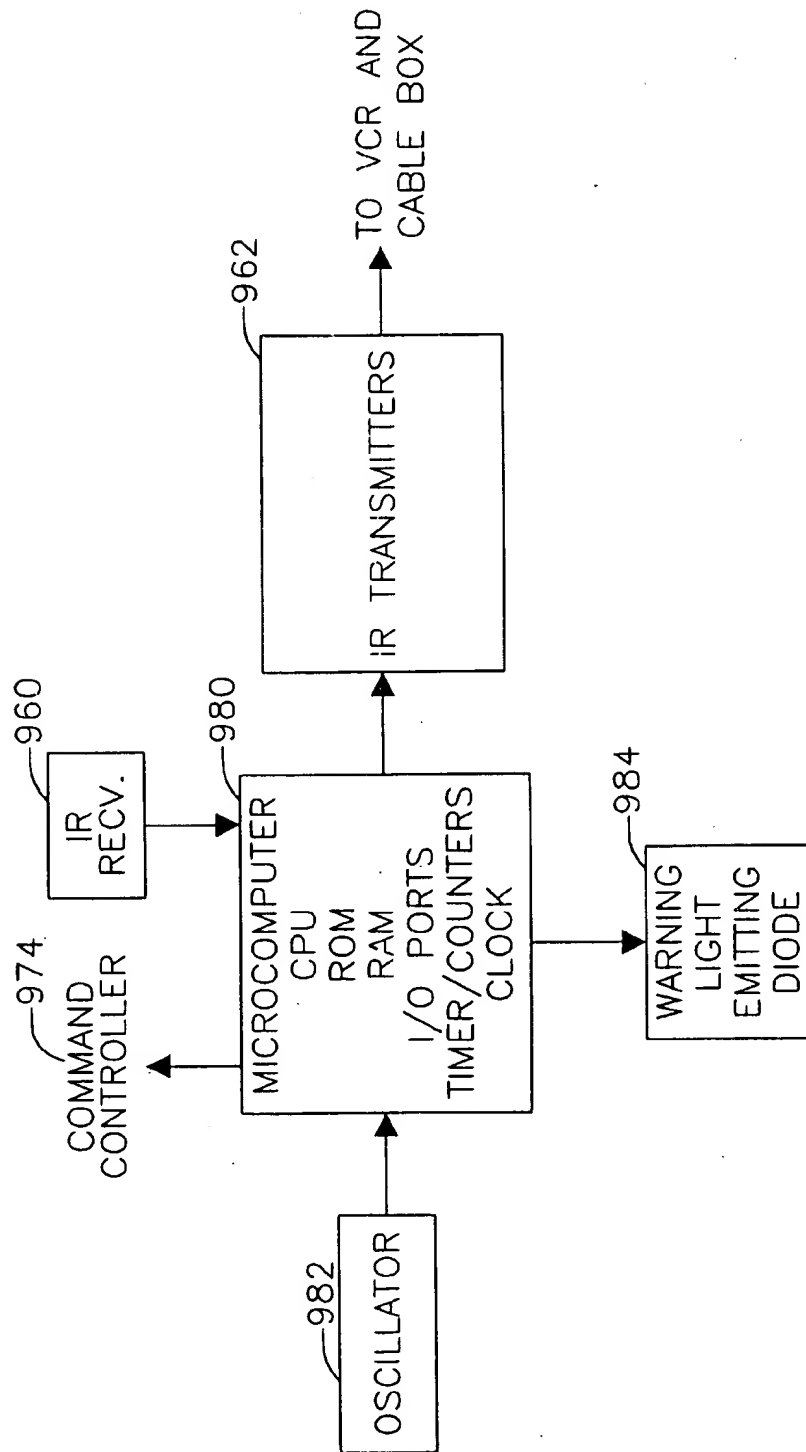 974
COMMAND
CONTROLLER
960
IR
RECV.
980
MICROCOMPUTER
CPU
ROM
RAM
I/O PORTS
TIMER/COUNTERS
CLOCK
982
OSCILLATOR
962
IR TRANSMITTERS
TO VCR AND
CABLE BOX
984
WARNING
LIGHT
EMITTING
DIODE